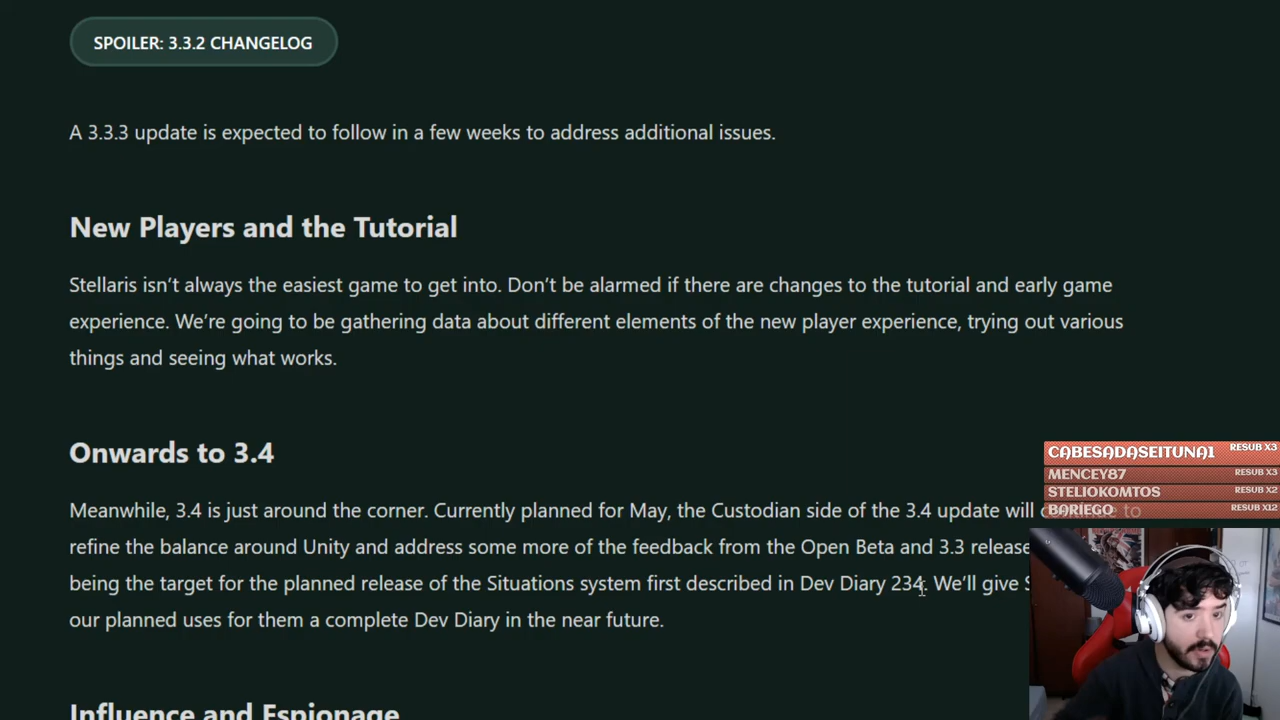 SPOILER: 3.3.2 CHANGELOG
A 3.3.3 update is expected to follow in a few weeks to address additional issues.
New Players and the Tutorial
Stellaris isn't always the easiest game to get into. Don't be alarmed if there are changes to the tutorial and early game
experience. We're going to be gathering data about different elements of the new player experience, trying out various
things and seeing what works.
Onwards to 3.4
Meanwhile, 3.4 is just around the corner. Currently planned for May, the Custodian side of the 3.4 update will continue to
refine the balance around Unity and address some more of the feedback from the Open Beta and 3.3 release
being the target for the planned release of the Situations system first described in Dev Diary 234. We'll give
our planned uses for them a complete Dev Diary in the near future.
Influence and Espionage
CABESADASEITUNA1 RESUB X3
MENCEY87 RESUB X3
STELIOKOMTOS RESUB X2
BARIEGO RESUB X12